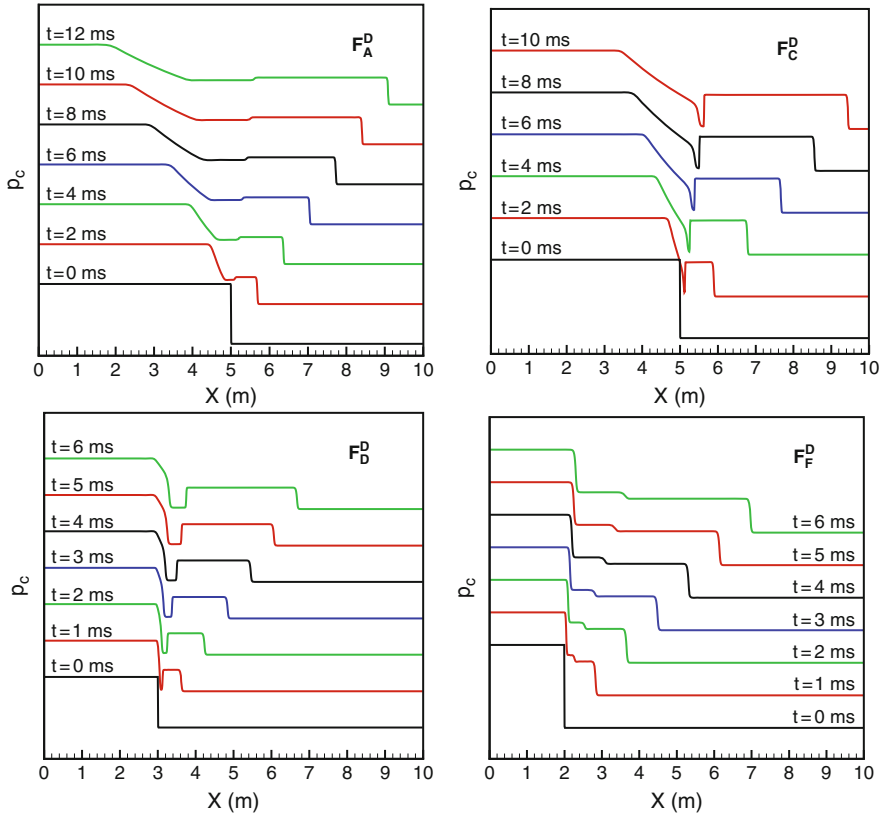 F_A^D
t=12 ms
t=10 ms
t=8 ms
t=6 ms
t=4 ms
t=2 ms
t=0 ms
p_c
0 1 2 3 4 5 6 7 8 9 10
X (m)
F_C^D
t=10 ms
t=8 ms
t=6 ms
t=4 ms
t=2 ms
t=0 ms
p_c
0 1 2 3 4 5 6 7 8 9 10
X (m)
F_D^D
t=6 ms
t=5 ms
t=4 ms
t=3 ms
t=2 ms
t=1 ms
t=0 ms
p_c
0 1 2 3 4 5 6 7 8 9 10
X (m)
F_F^D
t=6 ms
t=5 ms
t=4 ms
t=3 ms
t=2 ms
t=1 ms
t=0 ms
p_c
0 1 2 3 4 5 6 7 8 9 10
X (m)